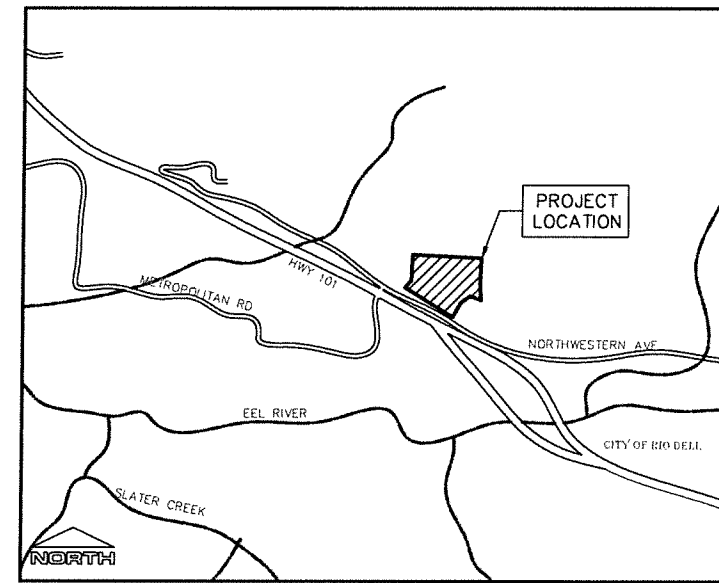 PROJECT
LOCATION
HWY 101
METROPOLITAN RD
NORTHWESTERN AVE
EEL RIVER
CITY OF RIO DELL
SLATER CREEK
NORTH